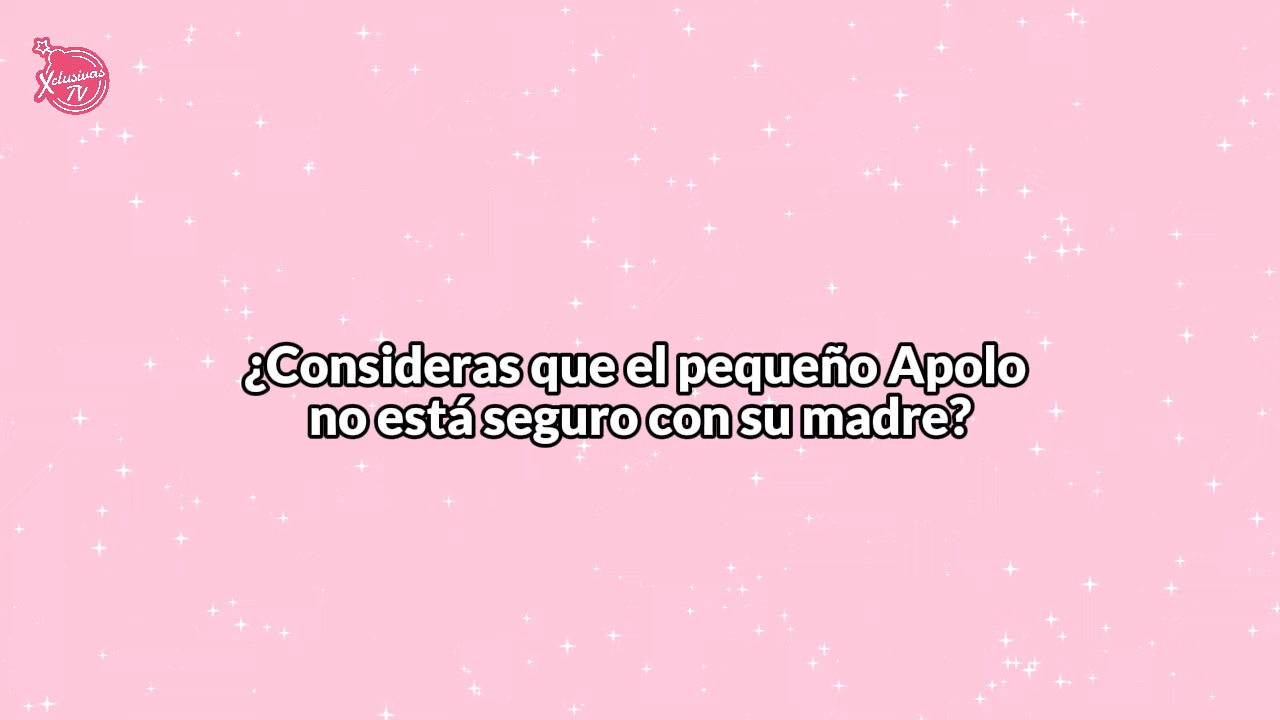 Xclusivas
TV
¿Consideras que el pequeño Apolo
no está seguro con su madre?